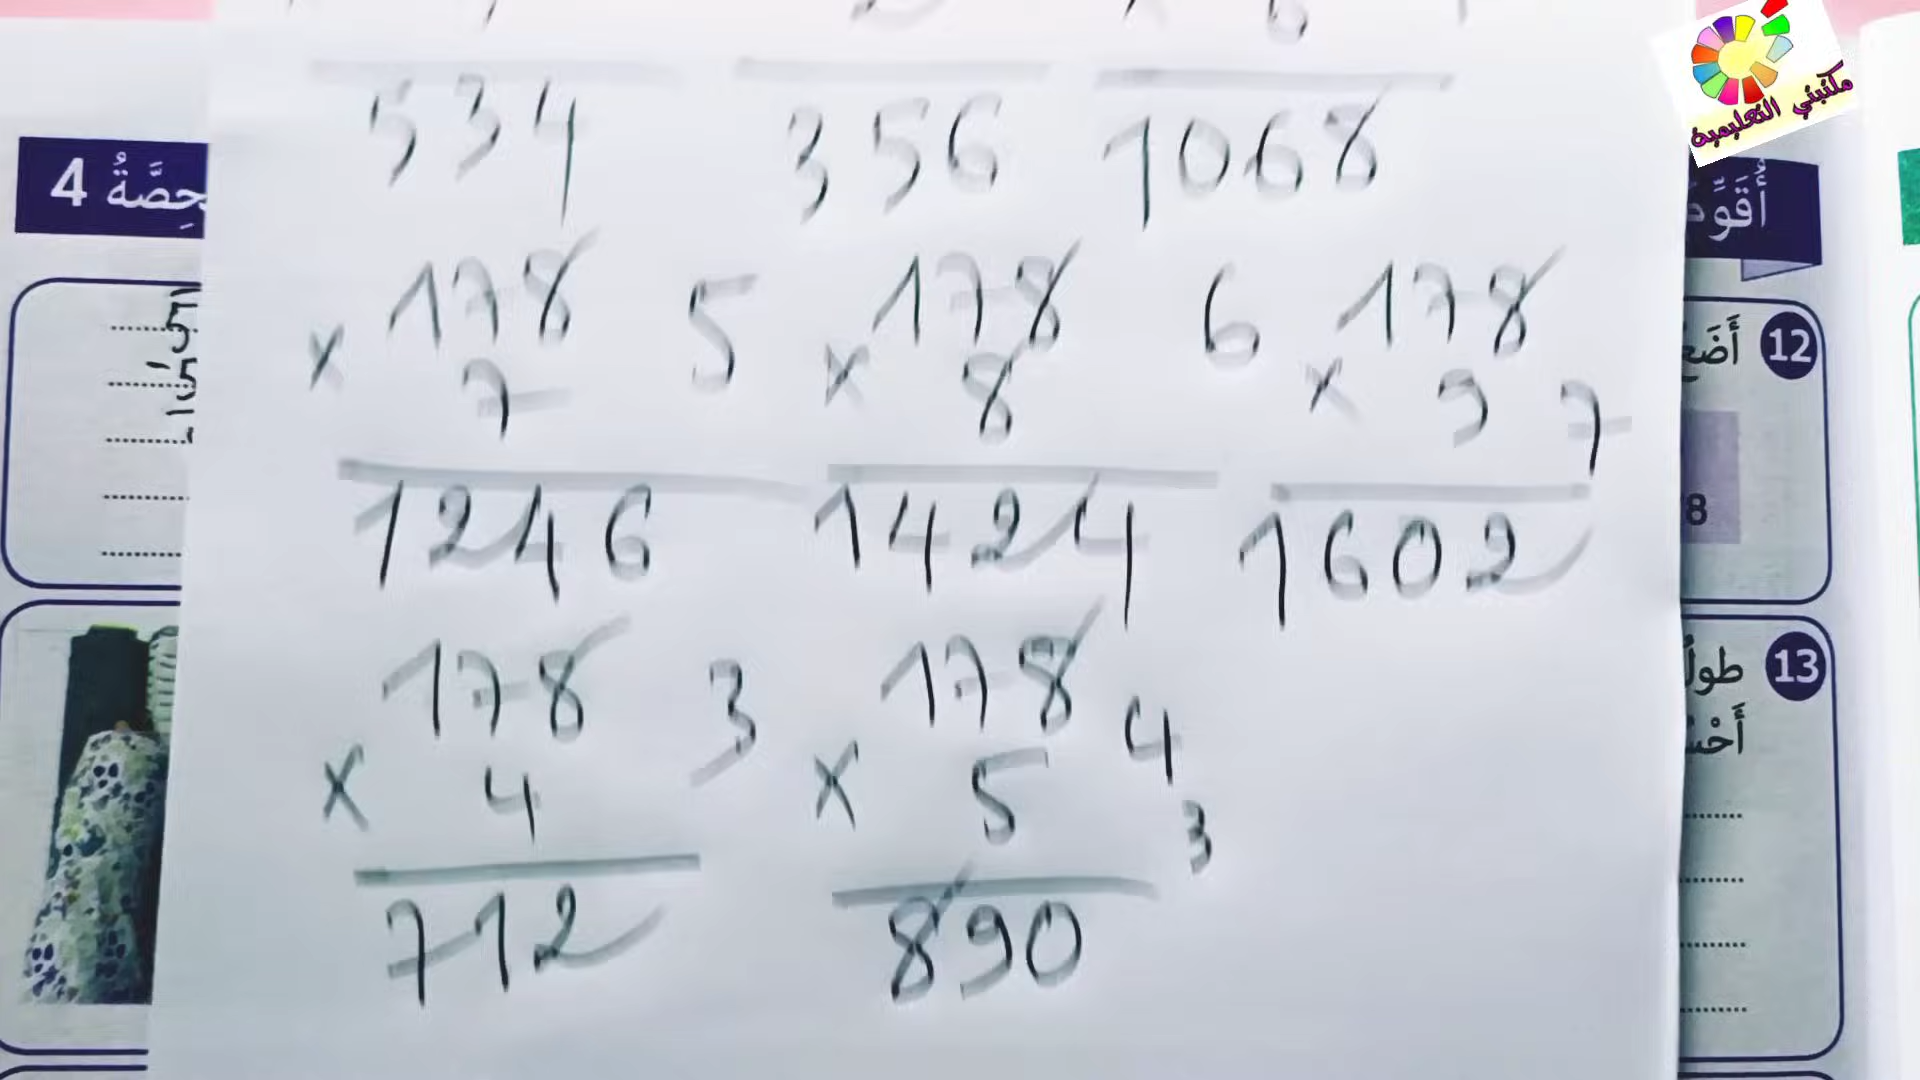 6
534 356 1068
مكتبتي التعليمية
حِصَّةُ 4
178 5 178 6 178
× 7 × 8 × 9 7
1246 1424 1602
12
8
178 3 178 4
× 4 × 5 3
712 890
13 طول